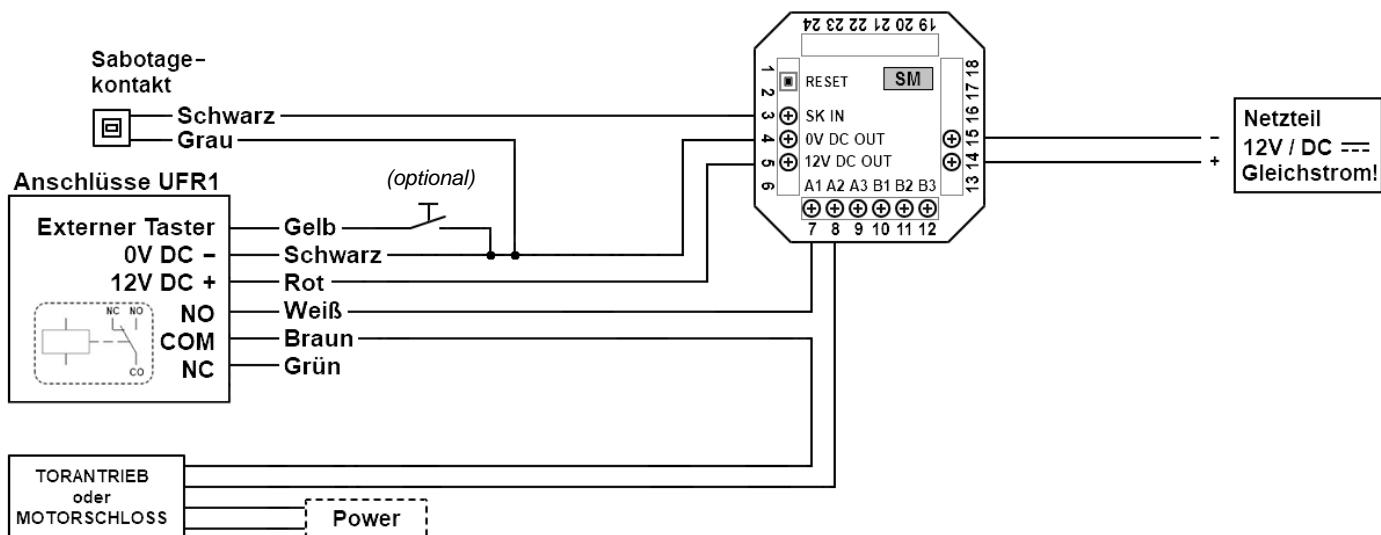 24 23 22 21 20 19
Sabotage-
kontakt
Schwarz
Grau
1
2
3
4
5
6
RESET
SM
SK IN
0V DC OUT
12V DC OUT
A1 A2 A3 B1 B2 B3
7 8 9 10 11 12
18
17
16
15
14
13
–
+
Netzteil
12V / DC
Gleichstrom!
Anschlüsse UFR1
(optional)
Externer Taster
Gelb
0V DC –
Schwarz
12V DC +
Rot
NO
Weiß
COM
Braun
NC
Grün
NC NO
CO
TORANTRIEB
oder
MOTORSCHLOSS
Power